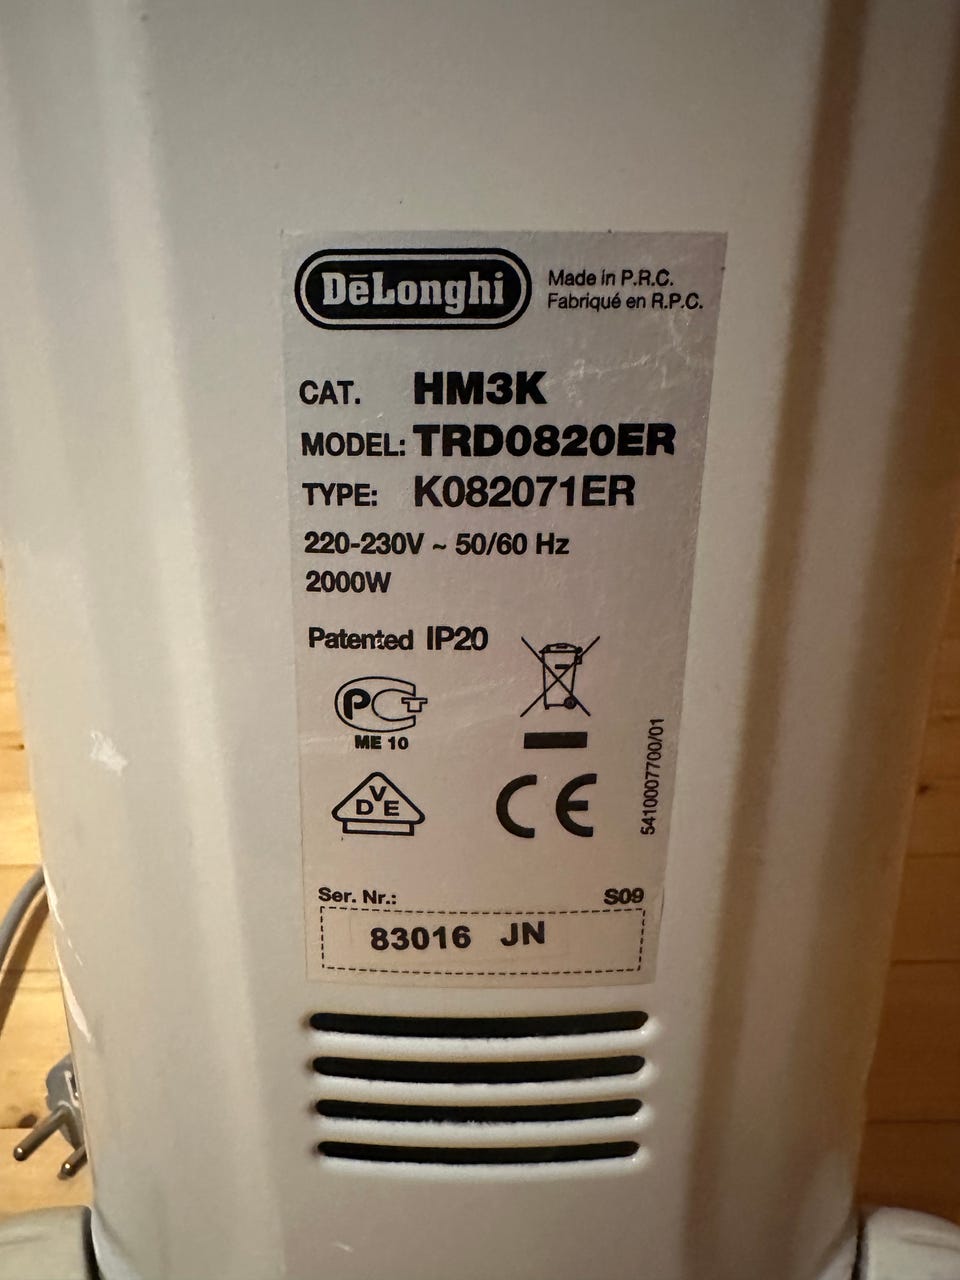 DēLonghi
Made in P.R.C.
Fabriqué en R.P.C.
CAT. HM3K
MODEL: TRD0820ER
TYPE: K082071ER
220-230V ~ 50/60 Hz
2000W
Patented IP20
PCT
ME 10
DVE
CE
5410007700/01
Ser. Nr.: S09
83016 JN